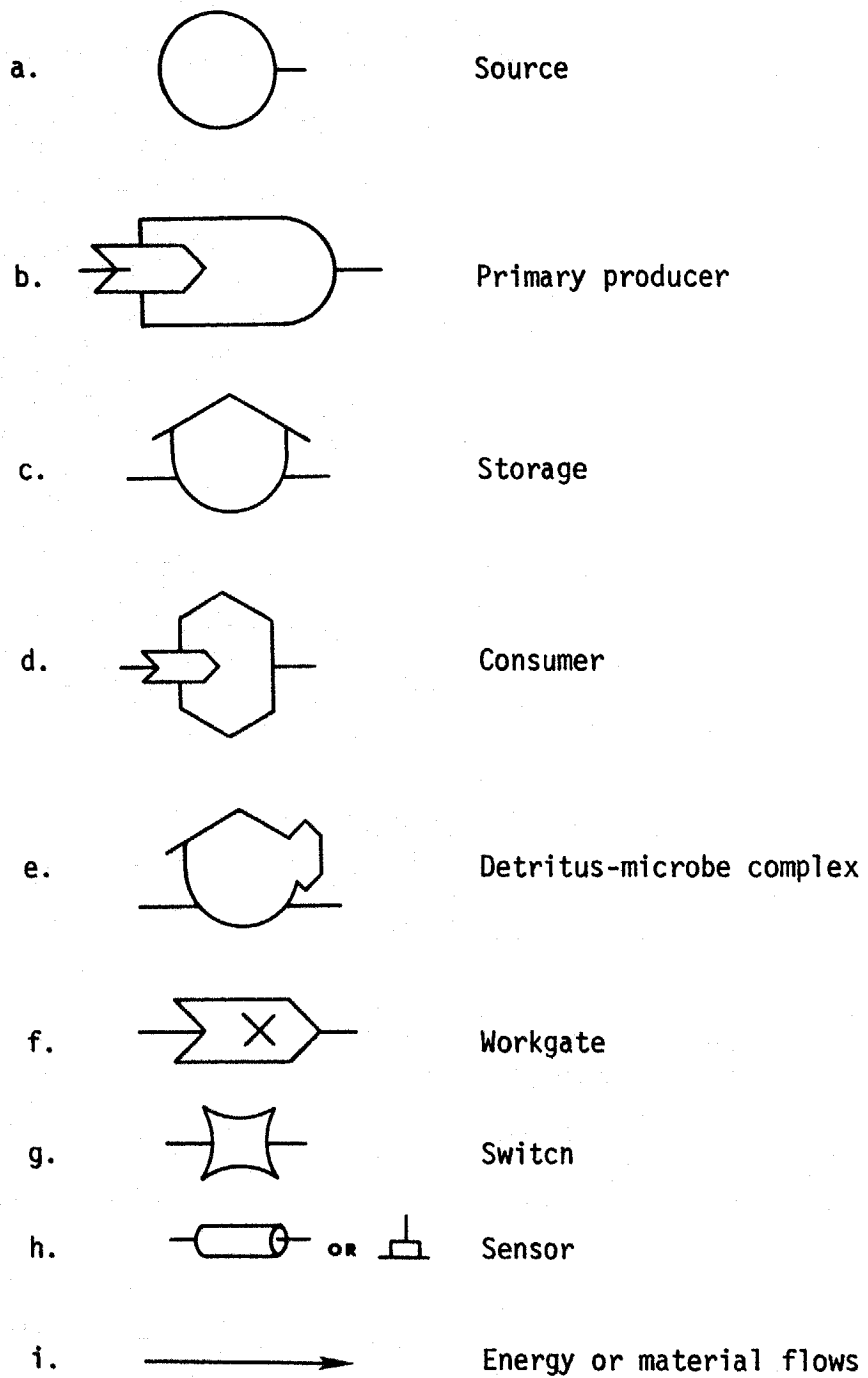 a. Source
b. Primary producer
c. Storage
d. Consumer
e. Detritus-microbe complex
f. X Workgate
g. Switcn
h. OR Sensor
i. Energy or material flows